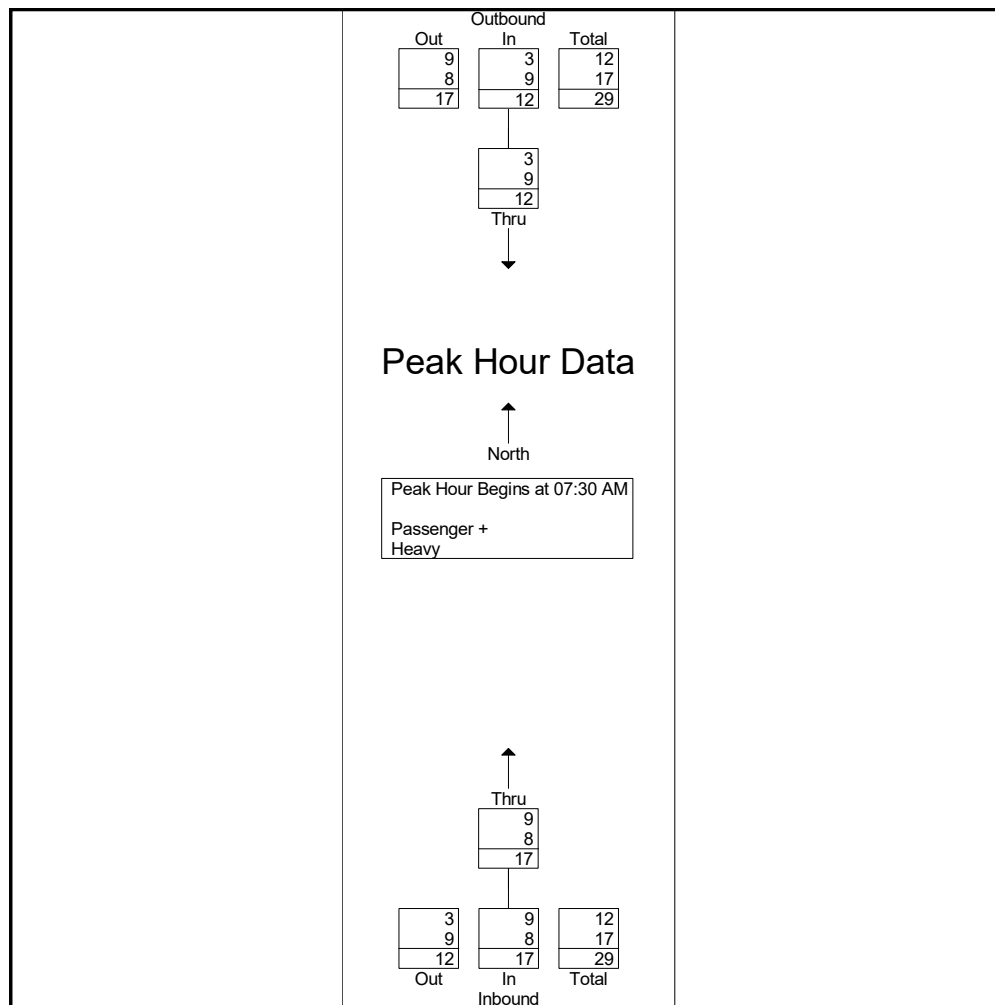 Outbound
Out In Total
9 3 12
8 9 17
17 12 29
3
9
12
Thru
Peak Hour Data
North
Peak Hour Begins at 07:30 AM
Passenger +
Heavy
Thru
9
8
17
3 9 12
9 8 17
12 17 29
Out In Total
Inbound